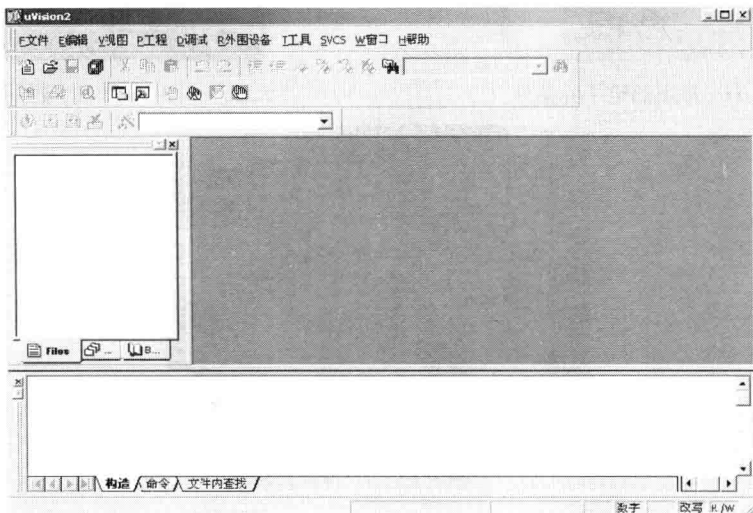 uVision2
F文件 E编辑 V视图 P工程 D调试 R外围设备 T工具 SVCS W窗口 H帮助
Files ... B...
构造 命令 文件内查找
数字 改写 R/W